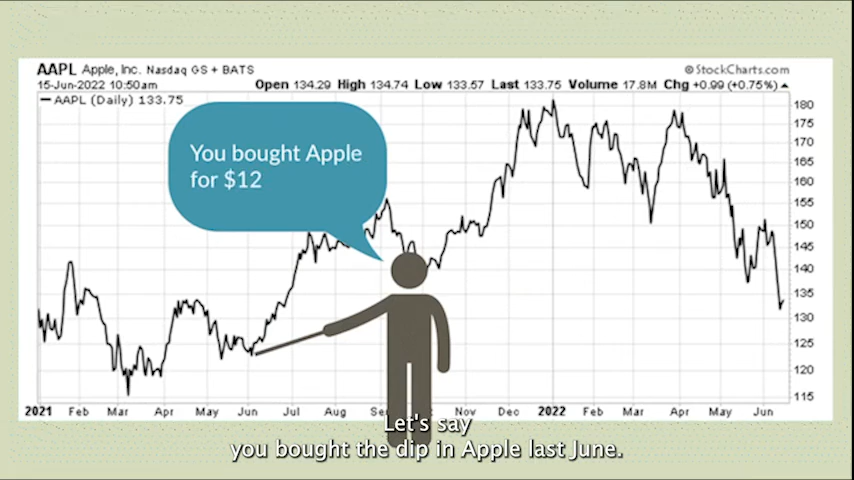 AAPL Apple, Inc. Nasdaq GS + BATS
© StockCharts.com
15-Jun-2022 10:50am
Open 134.29 High 134.74 Low 133.57 Last 133.75 Volume 17.8M Chg +0.99 (+0.75%)
AAPL (Daily) 133.75
180
175
170
165
160
155
150
145
140
135
130
125
120
115
You bought Apple
for $12
2021 Feb Mar Apr May Jun Jul Aug Nov Dec 2022 Feb Mar Apr May Jun
Let's say
you bought the dip in Apple last June.